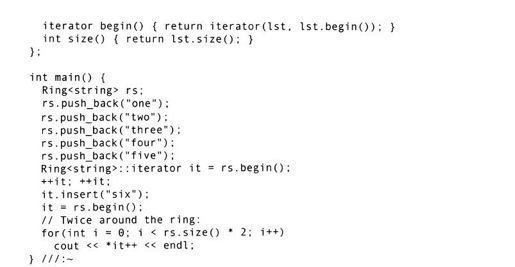 iterator begin() { return iterator(lst, lst.begin()); }
  int size() { return lst.size(); }
};

int main() {
  Ring<string> rs;
  rs.push_back("one");
  rs.push_back("two");
  rs.push_back("three");
  rs.push_back("four");
  rs.push_back("five");
  Ring<string>::iterator it = rs.begin();
  ++it; ++it;
  it.insert("six");
  it = rs.begin();
  // Twice around the ring:
  for(int i = 0; i < rs.size() * 2; i++)
    cout << *it++ << endl;
} ///:~